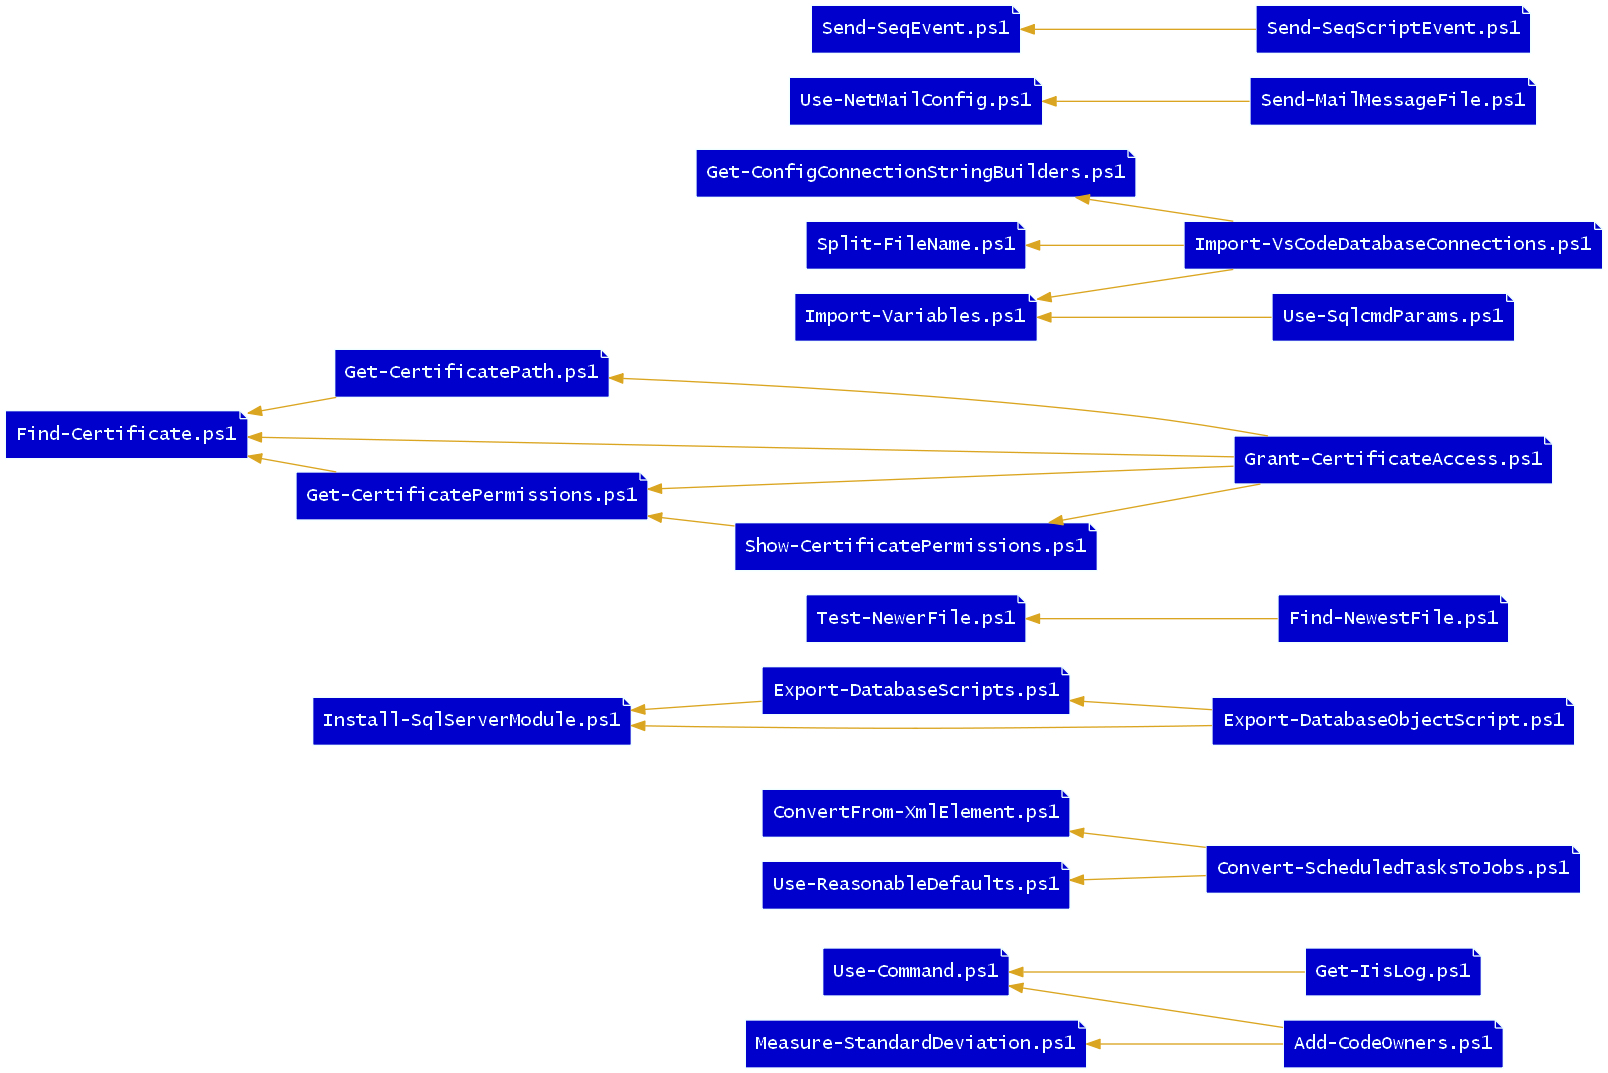 Send-SeqEvent.ps1
Send-SeqScriptEvent.ps1
Use-NetMailConfig.ps1
Send-MailMessageFile.ps1
Get-ConfigConnectionStringBuilders.ps1
Split-FileName.ps1
Import-VsCodeDatabaseConnections.ps1
Import-Variables.ps1
Use-SqlcmdParams.ps1
Get-CertificatePath.ps1
Find-Certificate.ps1
Grant-CertificateAccess.ps1
Get-CertificatePermissions.ps1
Show-CertificatePermissions.ps1
Test-NewerFile.ps1
Find-NewestFile.ps1
Export-DatabaseScripts.ps1
Install-SqlServerModule.ps1
Export-DatabaseObjectScript.ps1
ConvertFrom-XmlElement.ps1
Convert-ScheduledTasksToJobs.ps1
Use-ReasonableDefaults.ps1
Use-Command.ps1
Get-IisLog.ps1
Measure-StandardDeviation.ps1
Add-CodeOwners.ps1